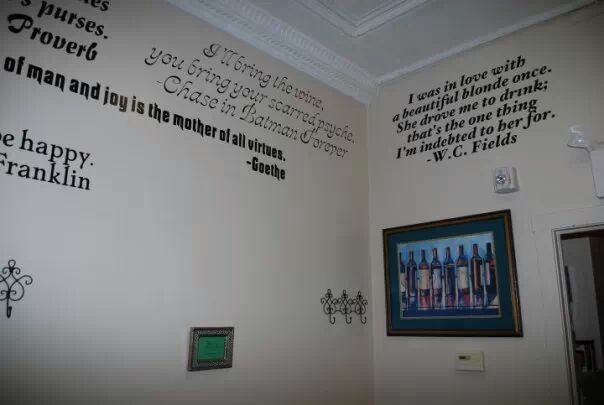 s purses.
Proverb
of man and joy is the mother of all virtues.
-Goethe
be happy.
Franklin
I'll bring the wine,
you bring your scarred psyche.
-Chase in Batman Forever
I was in love with
a beautiful blonde once.
She drove me to drink;
that's the one thing
I'm indebted to her for.
-W.C. Fields